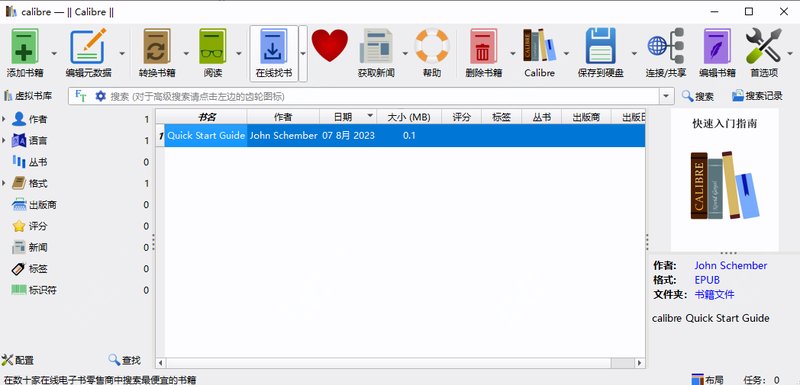 calibre — || Calibre ||
添加书籍 编辑元数据 转换书籍 阅读 在线找书 获取新闻 帮助 删除书籍 Calibre 保存到硬盘 连接/共享 编辑书籍 首选项
虚拟书库 搜索 (对于高级搜索请点击左边的齿轮图标) 搜索 搜索记录
作者 1
语言 1
丛书 0
格式 1
出版商 0
评分 0
新闻 0
标签 0
标识符 0
书名 作者 日期 大小 (MB) 评分 标签 丛书 出版商 出版日
1 Quick Start Guide John Schember 07 8月 2023 0.1
快速入门指南
CALIBRE
作者: John Schember
格式: EPUB
文件夹: 书籍文件
calibre Quick Start Guide
配置 查找
在数十家在线电子书零售商中搜索最便宜的书籍 布局 任务: 0